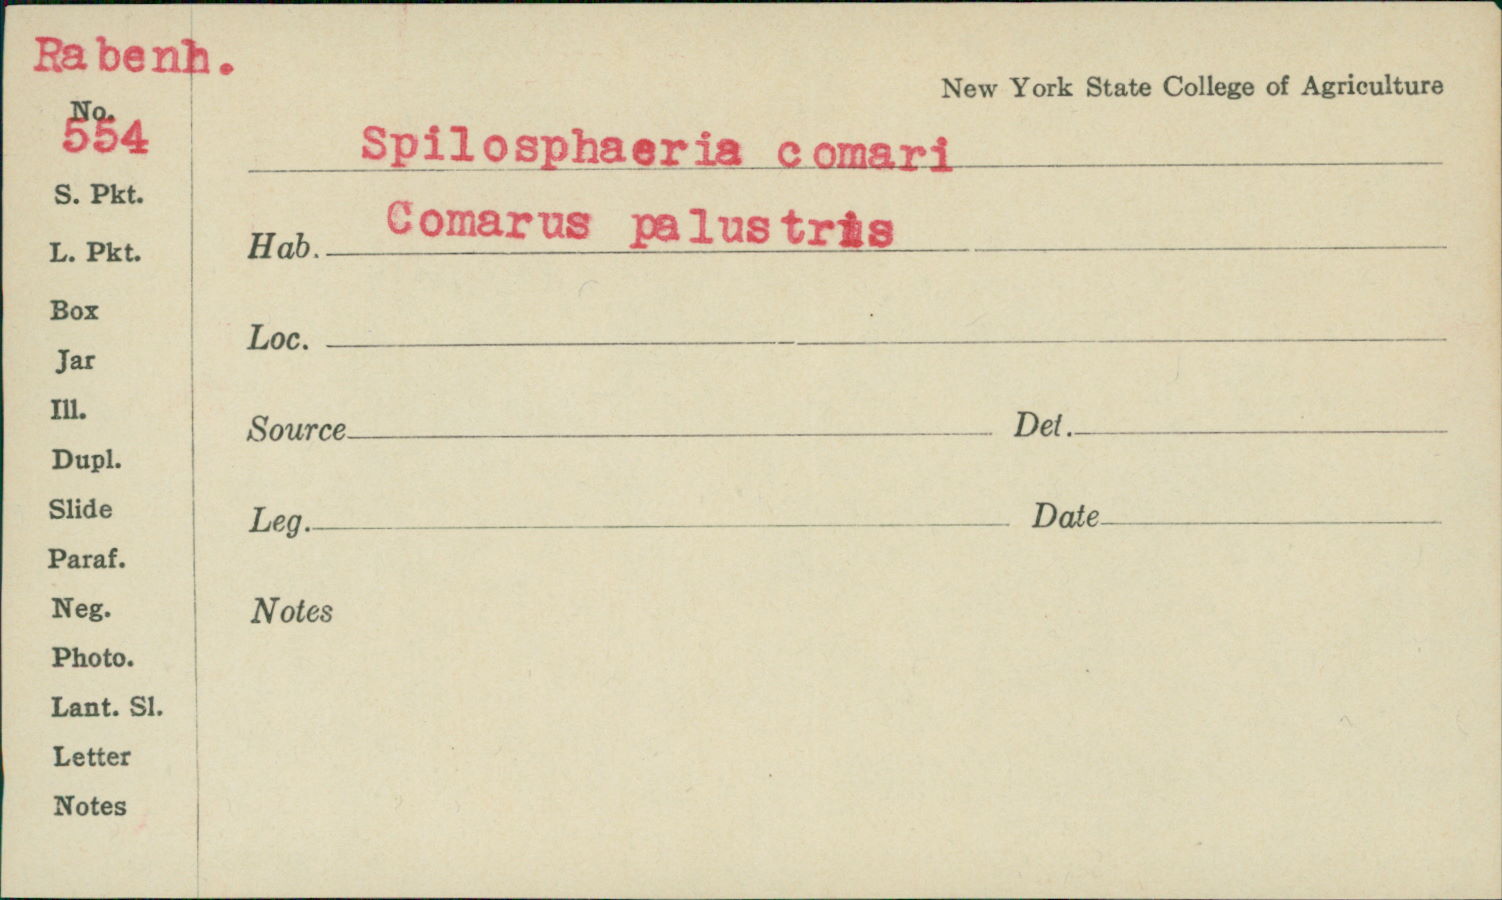 Rabenh.
New York State College of Agriculture
No.
554
Spilosphaeria comari
S. Pkt.
Comarus palustris
Hab.
L. Pkt.
Box
Loc.
Jar
Ill.
Source Det.
Dupl.
Slide
Leg. Date
Paraf.
Neg.
Notes
Photo.
Lant. Sl.
Letter
Notes